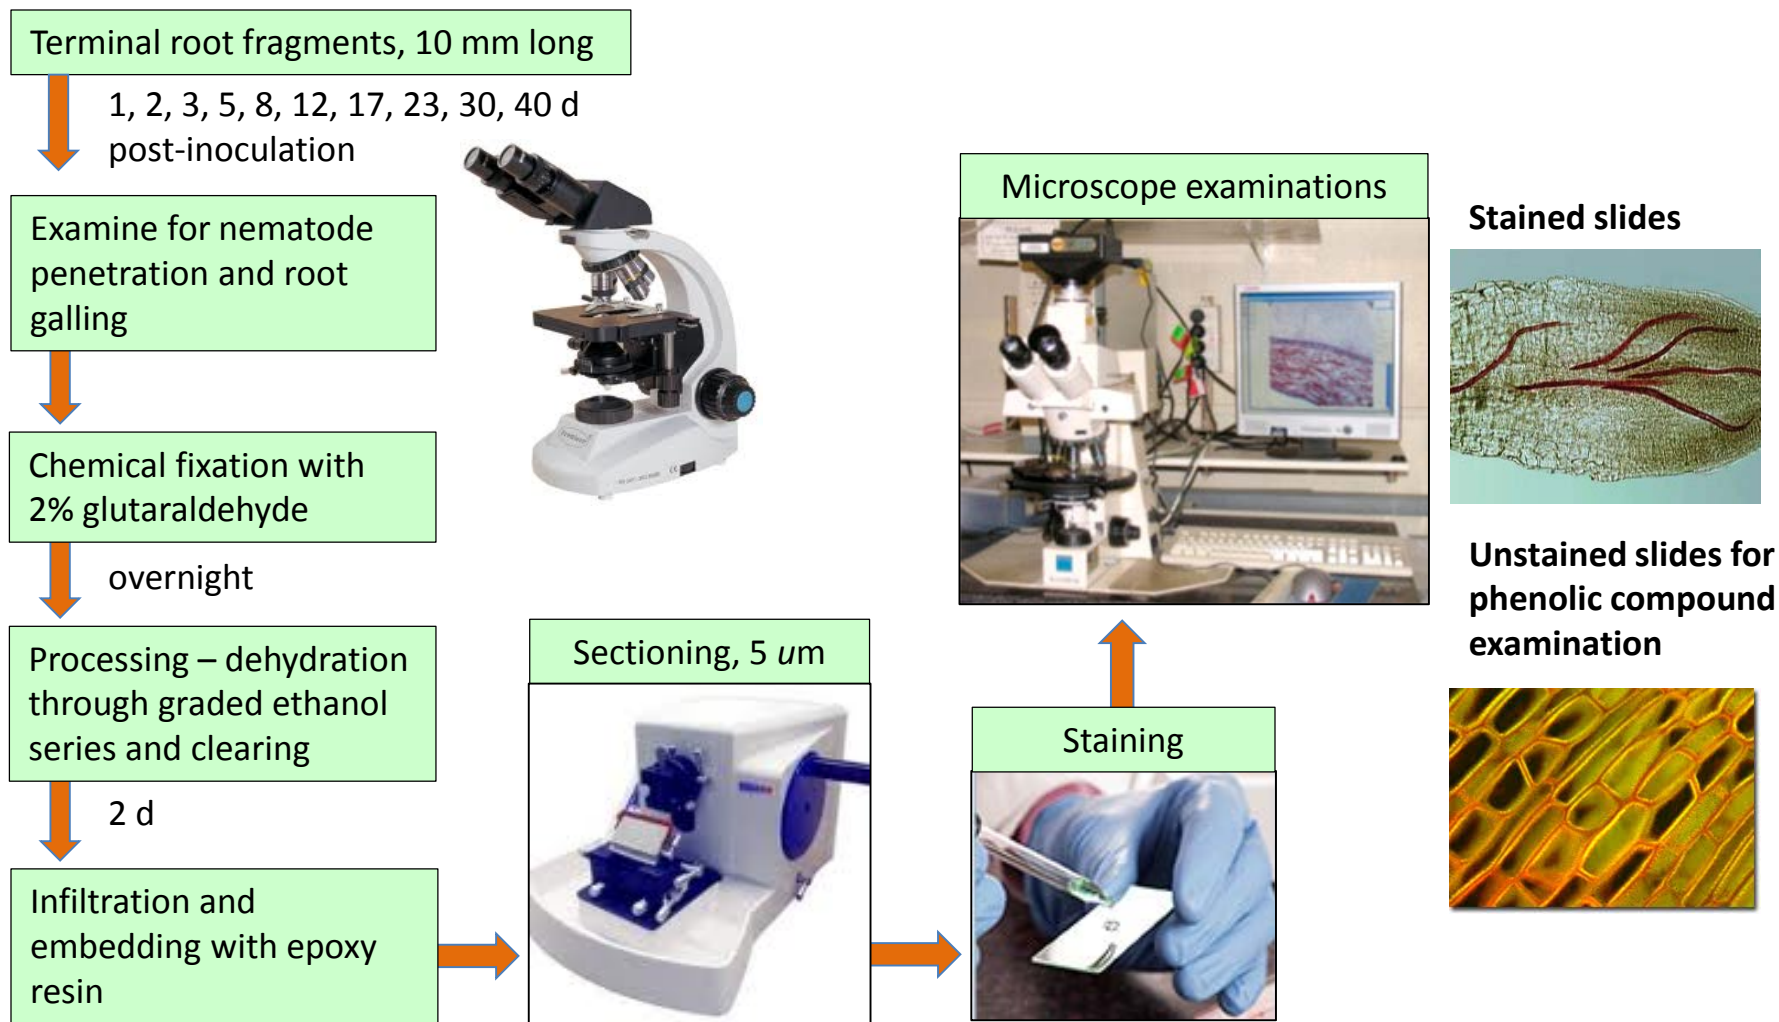 Terminal root fragments, 10 mm long
1, 2, 3, 5, 8, 12, 17, 23, 30, 40 d
post-inoculation
Examine for nematode
penetration and root
galling
Chemical fixation with
2% glutaraldehyde
overnight
Processing – dehydration
through graded ethanol
series and clearing
2 d
Infiltration and
embedding with epoxy
resin
Sectioning, 5 um
Staining
Microscope examinations
Stained slides
Unstained slides for
phenolic compound
examination